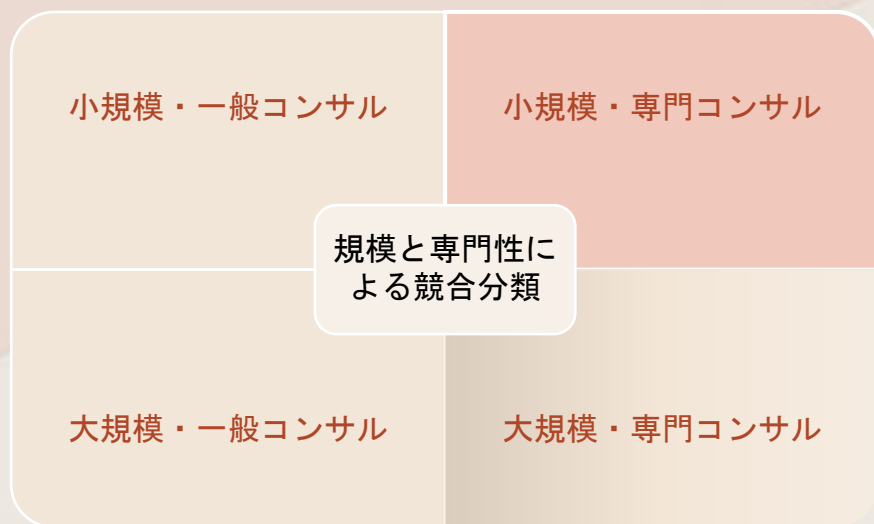 小規模・一般コンサル
小規模・専門コンサル
規模と専門性に
よる競合分類
大規模・一般コンサル
大規模・専門コンサル